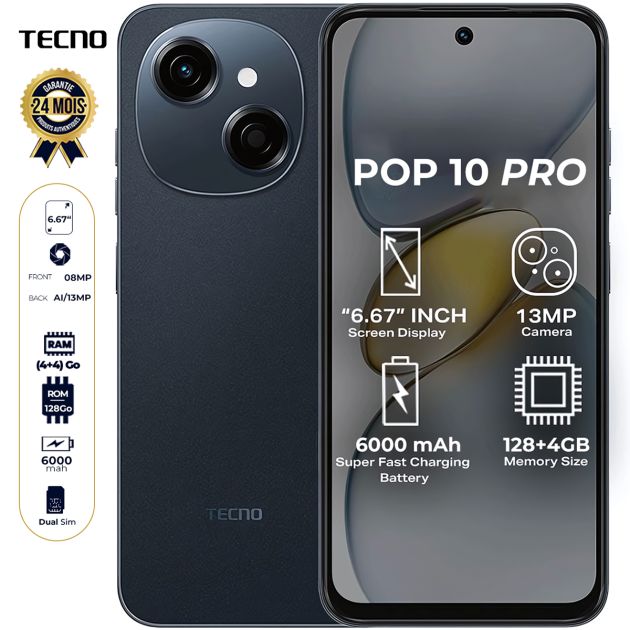 TECNO
GARANTIE
24 MOIS
PRODUITS AUTHENTIQUES
6.67"
FRONT 08MP
BACK AI/13MP
RAM
(4+4) Go
ROM
128Go
6000
mah
Dual Sim
TECNO
POP 10 PRO
“6.67” INCH
Screen Display
13MP
Camera
6000 mAh
Super Fast Charging
Battery
128+4GB
Memory Size